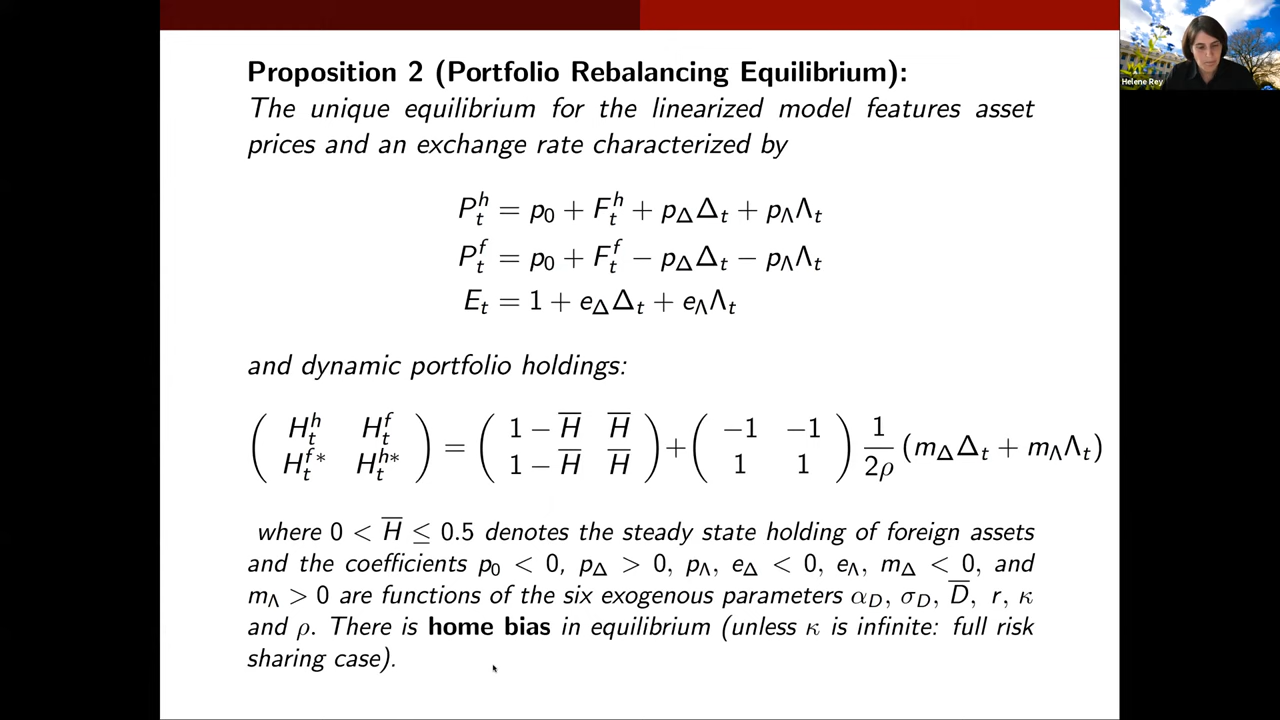 Helene Rey
Proposition 2 (Portfolio Rebalancing Equilibrium):
The unique equilibrium for the linearized model features asset
prices and an exchange rate characterized by
P_t^h = p_0 + F_t^h + p_Δ Δ_t + p_Λ Λ_t
P_t^f = p_0 + F_t^f − p_Δ Δ_t − p_Λ Λ_t
E_t = 1 + e_Δ Δ_t + e_Λ Λ_t
and dynamic portfolio holdings:
( H_t^h H_t^f ; H_t^{f*} H_t^{h*} ) = ( 1 − H̅ H̅ ; 1 − H̅ H̅ ) + ( −1 −1 ; 1 1 ) 1/2ρ (m_Δ Δ_t + m_Λ Λ_t)
where 0 < H̅ ≤ 0.5 denotes the steady state holding of foreign assets
and the coefficients p_0 < 0, p_Δ > 0, p_Λ, e_Δ < 0, e_Λ, m_Δ < 0, and
m_Λ > 0 are functions of the six exogenous parameters α_D, σ_D, D̅, r, κ
and ρ. There is home bias in equilibrium (unless κ is infinite: full risk
sharing case).